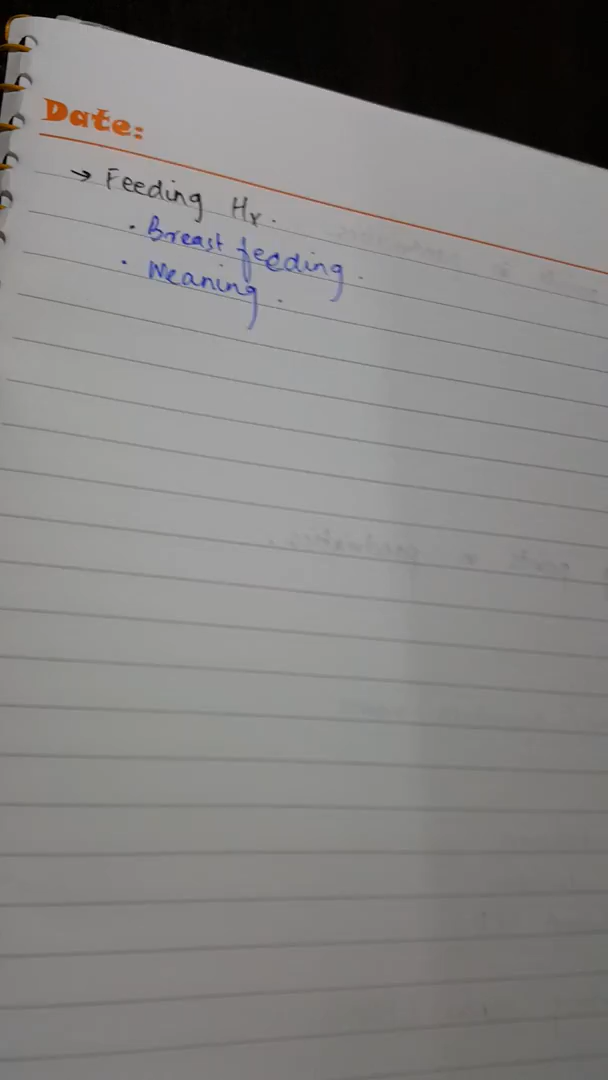 Date:
→ Feeding Hx.
· Breast feeding.
· Weaning.